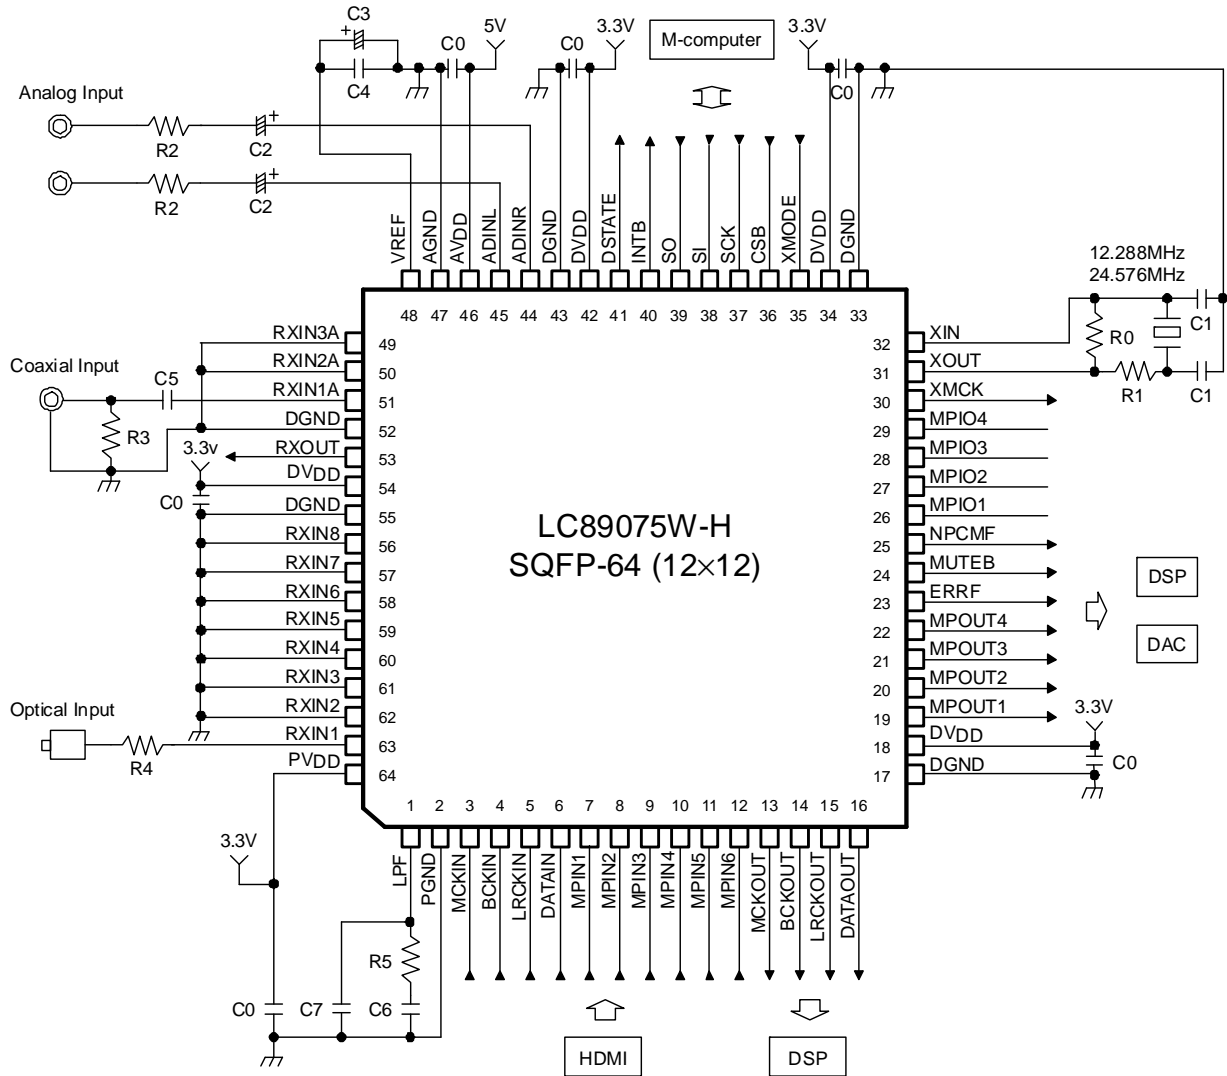 C3
5V
3.3V
M-computer
3.3V
C0
C0
C4
C0
Analog Input
R2
C2
R2
C2
VREF
AGND
AVDD
ADINL
ADINR
DGND
DVDD
DSTATE
INTB
SO
SI
SCK
CSB
XMODE
DVDD
DGND
12.288MHz
24.576MHz
48 47 46 45 44 43 42 41 40 39 38 37 36 35 34 33
RXIN3A 49
RXIN2A 50
Coaxial Input
C5
RXIN1A 51
DGND 52
R3
3.3v
RXOUT 53
DVDD 54
C0
DGND 55
RXIN8 56
RXIN7 57
RXIN6 58
RXIN5 59
RXIN4 60
RXIN3 61
RXIN2 62
Optical Input
RXIN1 63
R4
PVDD 64
LC89075W-H
SQFP-64 (12×12)
32 XIN
R0
C1
31 XOUT
R1
C1
30 XMCK
29 MPIO4
28 MPIO3
27 MPIO2
26 MPIO1
25 NPCMF
24 MUTEB
23 ERRF
22 MPOUT4
21 MPOUT3
20 MPOUT2
19 MPOUT1
18 DVDD
17 DGND
DSP
DAC
3.3V
C0
1 2 3 4 5 6 7 8 9 10 11 12 13 14 15 16
3.3V
LPF
PGND
MCKIN
BCKIN
LRCKIN
DATAIN
MPIN1
MPIN2
MPIN3
MPIN4
MPIN5
MPIN6
MCKOUT
BCKOUT
LRCKOUT
DATAOUT
R5
C0
C7
C6
HDMI
DSP